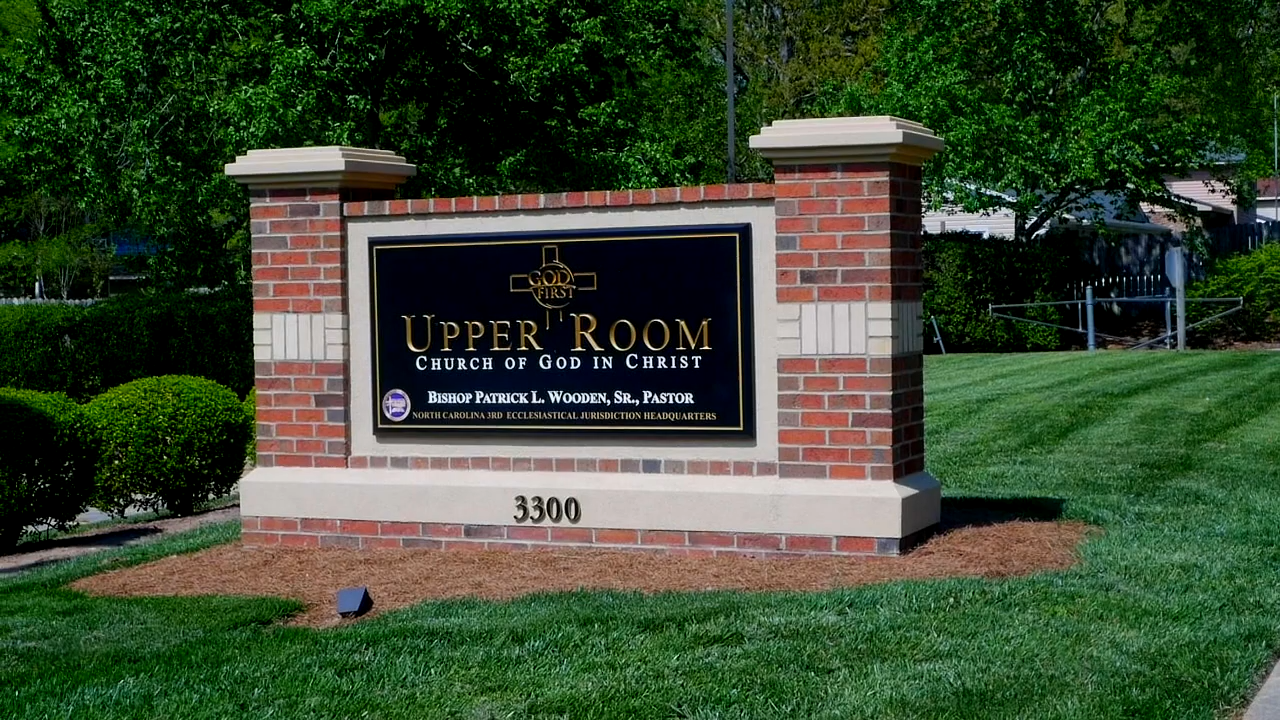 GOD
FIRST
UPPER ROOM
CHURCH OF GOD IN CHRIST
BISHOP PATRICK L. WOODEN, SR., PASTOR
NORTH CAROLINA 3RD ECCLESIASTICAL JURISDICTION HEADQUARTERS
3300